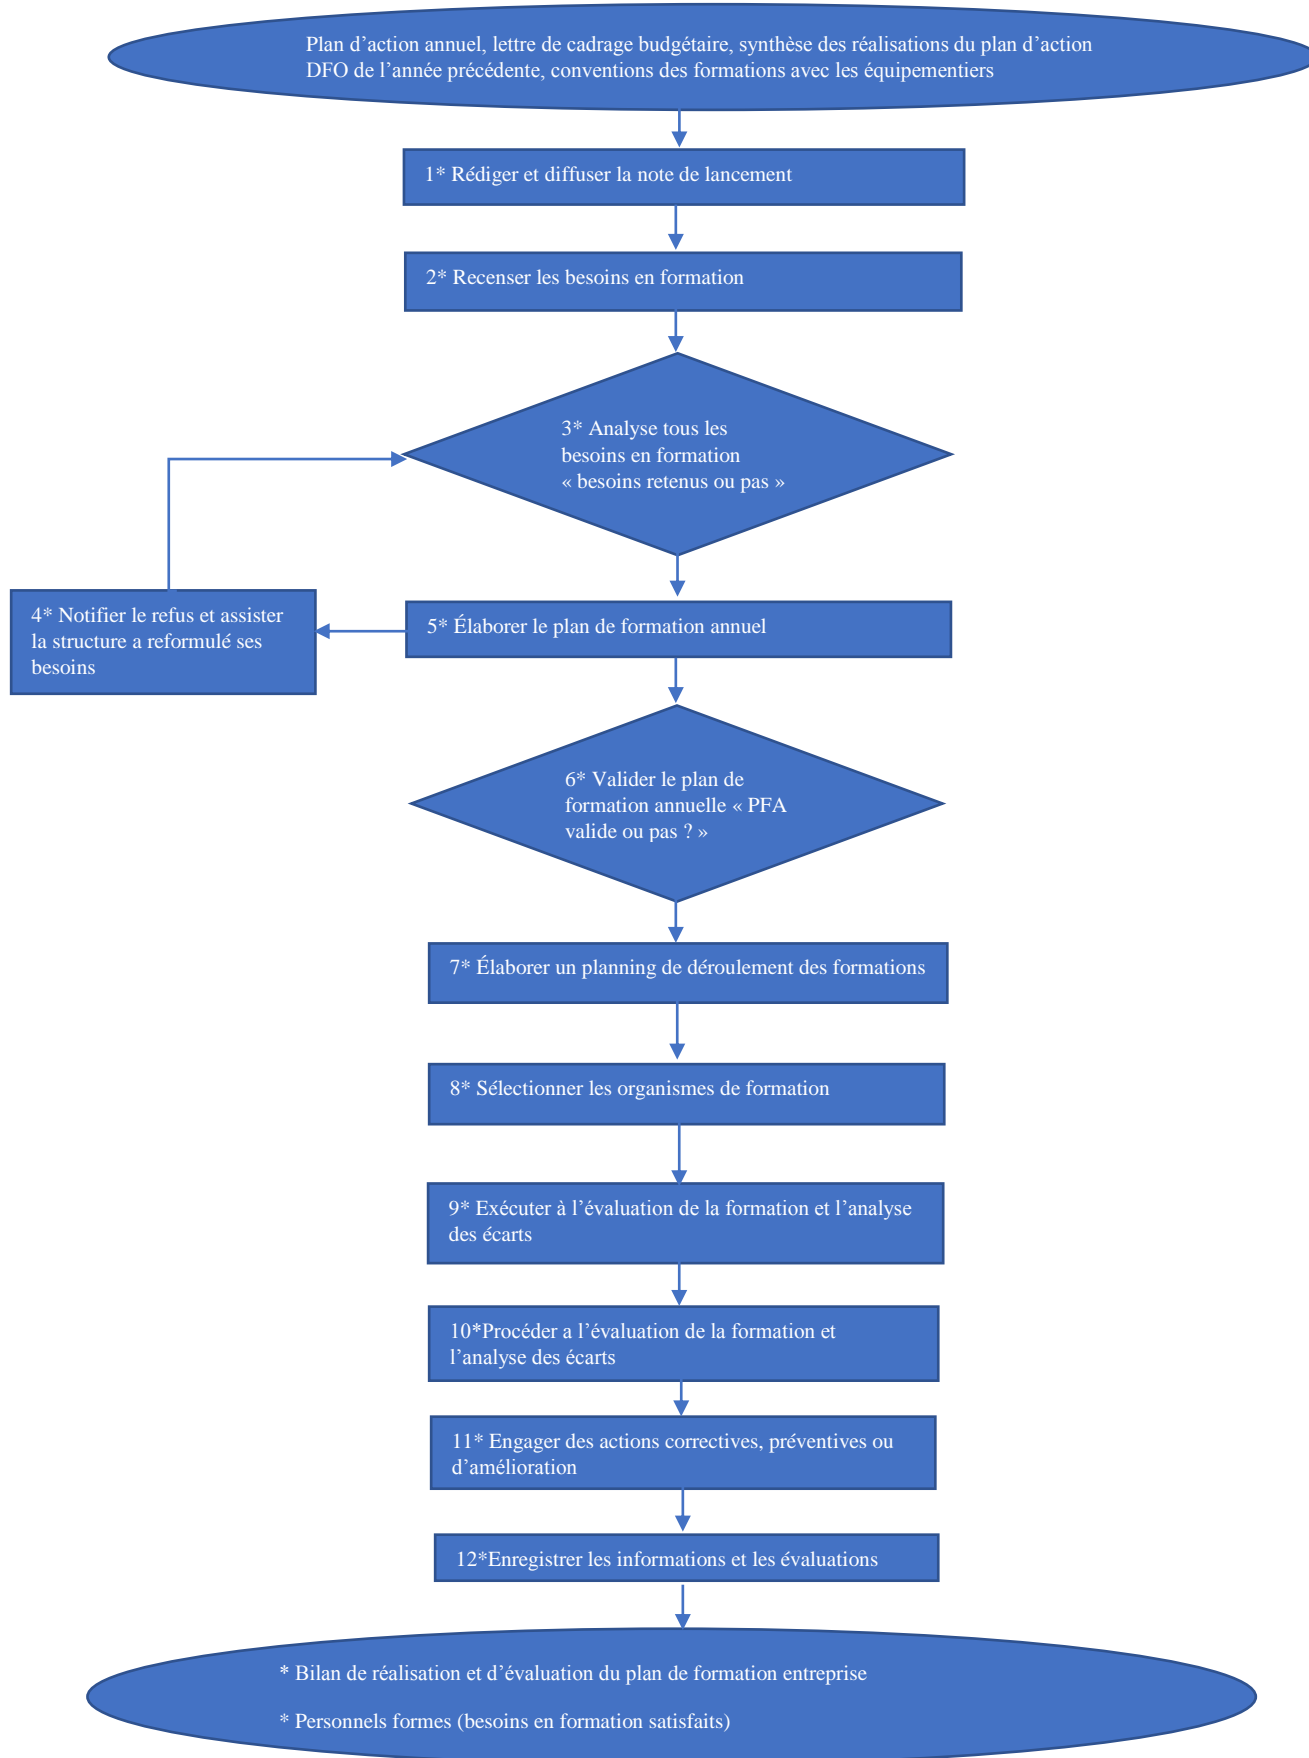 Plan d’action annuel, lettre de cadrage budgétaire, synthèse des réalisations du plan d’action
DFO de l’année précédente, conventions des formations avec les équipementiers
1* Rédiger et diffuser la note de lancement
2* Recenser les besoins en formation
3* Analyse tous les
besoins en formation
« besoins retenus ou pas »
4* Notifier le refus et assister
la structure a reformulé ses
besoins
5* Élaborer le plan de formation annuel
6* Valider le plan de
formation annuelle « PFA
valide ou pas ? »
7* Élaborer un planning de déroulement des formations
8* Sélectionner les organismes de formation
9* Exécuter à l’évaluation de la formation et l’analyse
des écarts
10*Procéder a l’évaluation de la formation et
l’analyse des écarts
11* Engager des actions correctives, préventives ou
d’amélioration
12*Enregistrer les informations et les évaluations
* Bilan de réalisation et d’évaluation du plan de formation entreprise
* Personnels formes (besoins en formation satisfaits)